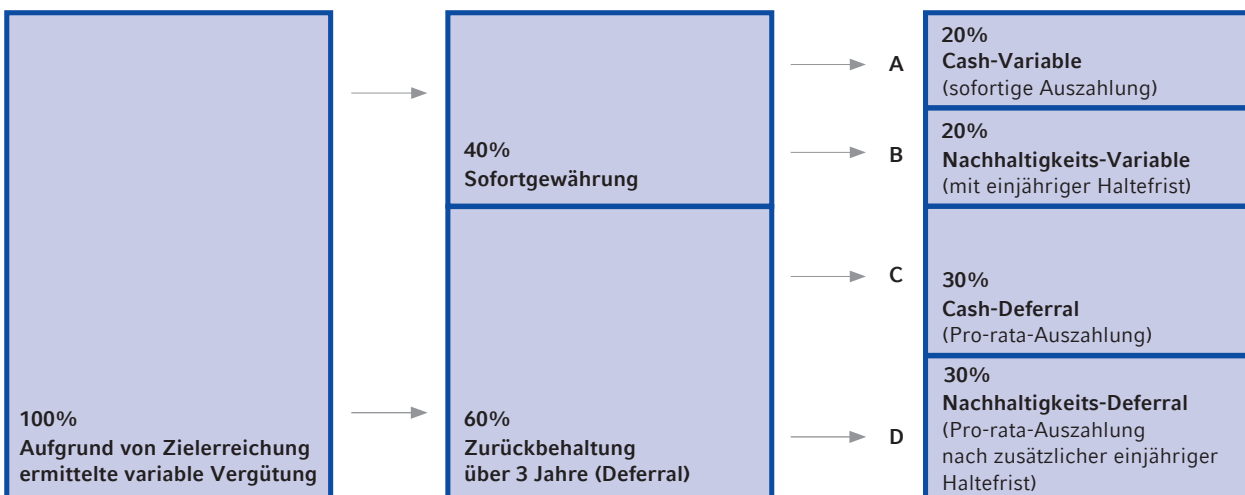 100%
Aufgrund von Zielerreichung
ermittelte variable Vergütung
40%
Sofortgewährung
60%
Zurückbehaltung
über 3 Jahre (Deferral)
A
20%
Cash-Variable
(sofortige Auszahlung)
B
20%
Nachhaltigkeits-Variable
(mit einjähriger Haltefrist)
C
30%
Cash-Deferral
(Pro-rata-Auszahlung)
D
30%
Nachhaltigkeits-Deferral
(Pro-rata-Auszahlung
nach zusätzlicher einjähriger
Haltefrist)